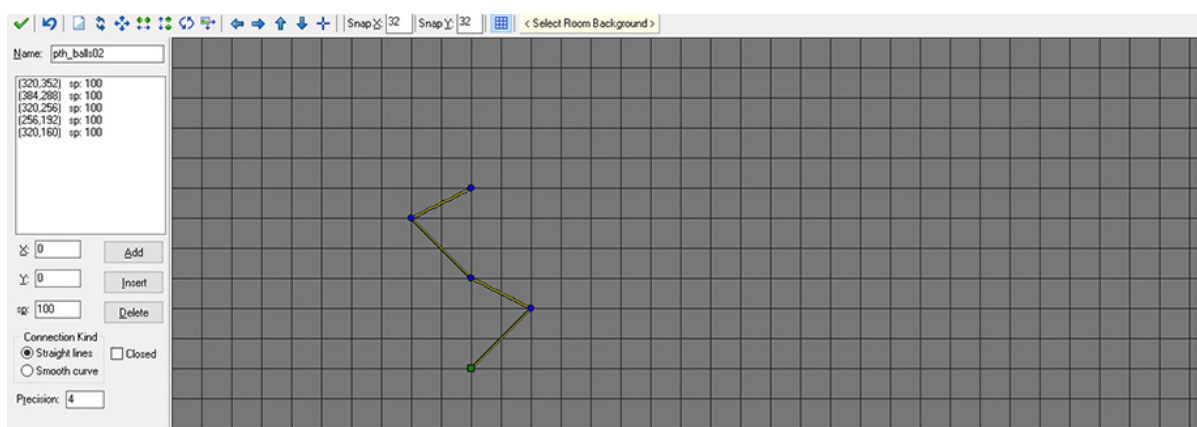 Snap X: 32 Snap Y: 32 < Select Room Background >
Name: pth_balls02
(320,352) sp: 100
(384,288) sp: 100
(320,256) sp: 100
(256,192) sp: 100
(320,160) sp: 100
X: 0 Add
Y: 0 Insert
sp: 100 Delete
Connection Kind
Straight lines Closed
Smooth curve
Precision: 4